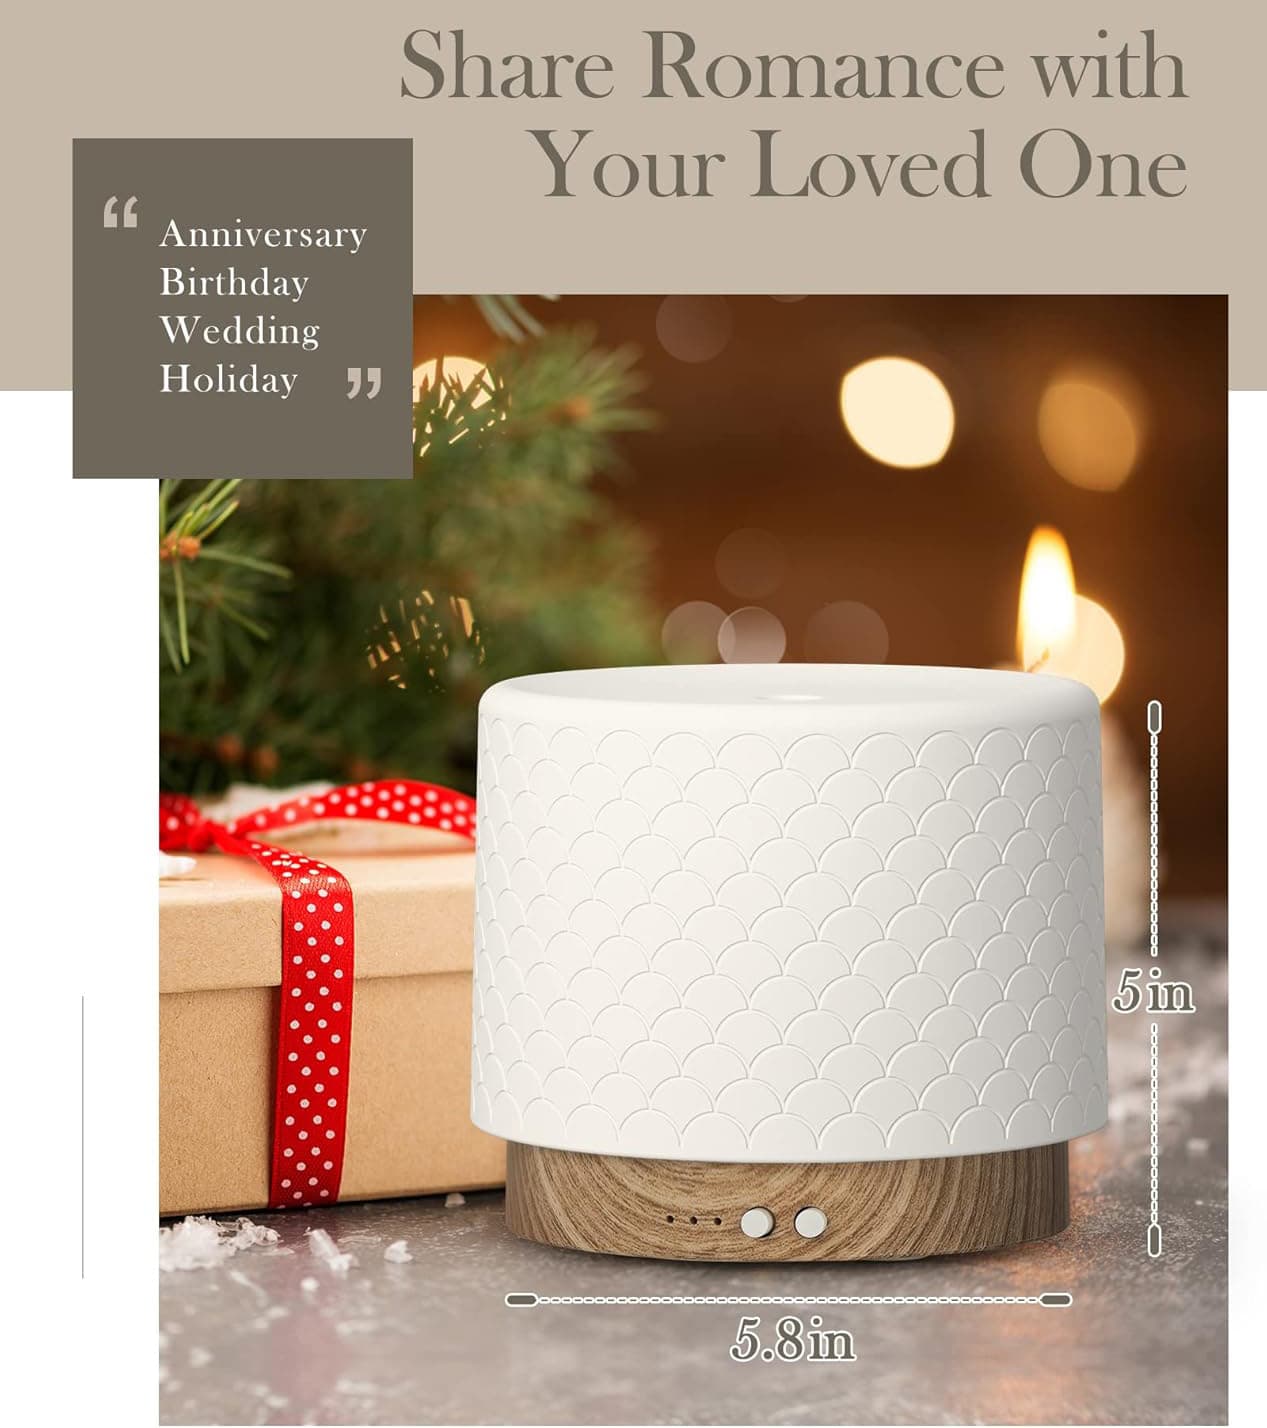 Share Romance with
Your Loved One
“ Anniversary
Birthday
Wedding
Holiday ”
5in
5.8in